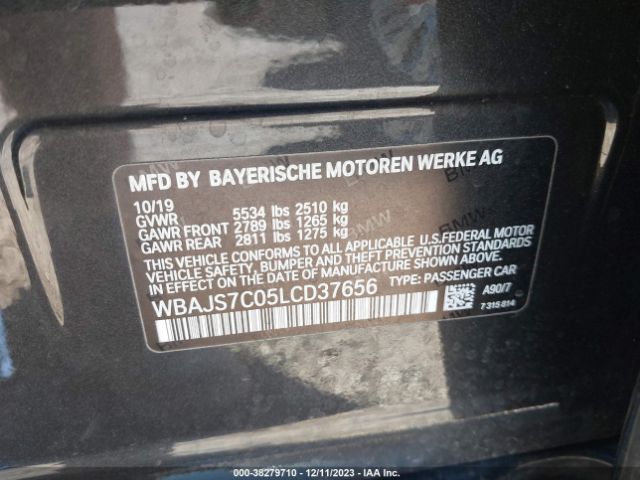 MFD BY BAYERISCHE MOTOREN WERKE AG
10/19
GVWR 5534 lbs 2510 kg
GAWR FRONT 2789 lbs 1265 kg
GAWR REAR 2811 lbs 1275 kg
THIS VEHICLE CONFORMS TO ALL APPLICABLE U.S.FEDERAL MOTOR
VEHICLE SAFETY, BUMPER, AND THEFT PREVENTION STANDARDS
IN EFFECT ON THE DATE OF MANUFACTURE SHOWN ABOVE.
WBAJS7C05LCD37656 TYPE: PASSENGER CAR
A90/7
7 315 814
000-38279710 - 12/11/2023 - IAA Inc.